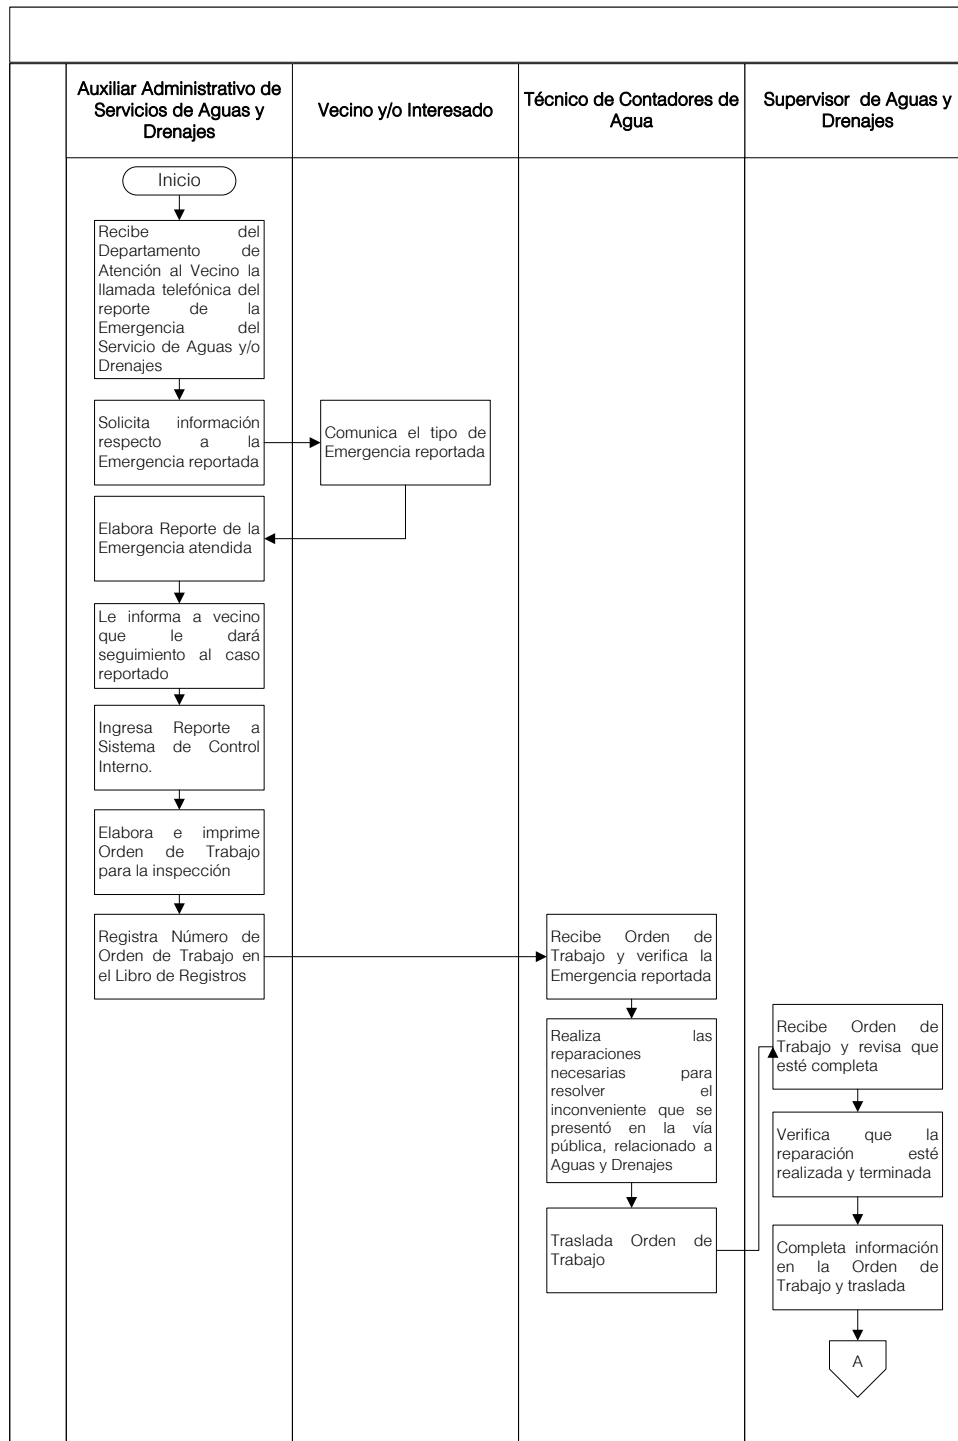 Auxiliar Administrativo de
Servicios de Aguas y
Drenajes
Vecino y/o Interesado
Técnico de Contadores de
Agua
Supervisor de Aguas y
Drenajes
Inicio
Recibe del
Departamento de
Atención al Vecino la
llamada telefónica del
reporte de la
Emergencia del
Servicio de Aguas y/o
Drenajes
Solicita información
respecto a la
Emergencia reportada
Comunica el tipo de
Emergencia reportada
Elabora Reporte de la
Emergencia atendida
Le informa a vecino
que le dará
seguimiento al caso
reportado
Ingresa Reporte a
Sistema de Control
Interno.
Elabora e imprime
Orden de Trabajo
para la inspección
Registra Número de
Orden de Trabajo en
el Libro de Registros
Recibe Orden de
Trabajo y verifica la
Emergencia reportada
Realiza las
reparaciones
necesarias para
resolver el
inconveniente que se
presentó en la vía
pública, relacionado a
Aguas y Drenajes
Traslada Orden de
Trabajo
Recibe Orden de
Trabajo y revisa que
esté completa
Verifica que la
reparación esté
realizada y terminada
Completa información
en la Orden de
Trabajo y traslada
A